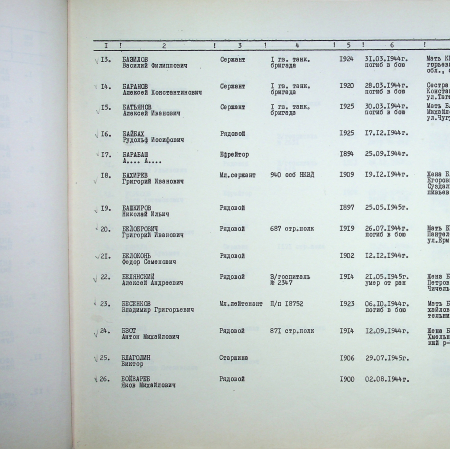 I ! 2 ! 3 ! 4 ! 5 ! 6 !
13. ВАВИЛОВ Сержант I гв. танк. 1924 31.03.1944г. Мать
Василий Филиппович бригада погиб в бою
обл.,
14. БАРАНОВ Сержант I гв. танк. 1920 28.03.1944г. Сестра
Алексей Константинович бригада погиб в бою
15. БАТЬЯНОВ Сержант I гв. танк. 1925 30.03.1944г. Мать
Алексей Иванович бригада погиб в бою
16. БАЙБАХ Рядовой 1925 17.12.1944г.
Рудольф Иосифович
17. БАРАБАШ Ефрейтор 1894 25.09.1944г.
А.... А....
18. БАХИРЕВ Мл.сержант 940 осб НКВД 1909 19.12.1944г. Жена
Григорий Иванович
19. БАШКИРОВ Рядовой 1897 25.05.1945г.
Николай Ильич
20. БЕЛОБРОВИЧ Рядовой 687 стр.полк 1919 26.07.1944г. Мать
Григорий Иванович погиб в бою
21. БЕЛОКОНЬ Рядовой 1902 12.12.1944г.
Федор Семенович
22. БЕЛЯНСКИЙ Рядовой В/госпиталь 1914 21.05.1945г. Жена
Алексей Андреевич № 2347 умер от ран
23. БЕСЕНКОВ Мл.лейтенант П/п 18752 1923 06.10.1944г. Мать
Владимир Григорьевич погиб в бою
24. Рядовой 871 стр.полк 1914 12.09.1944г. Жена
Антон Михайлович
25. БЛАГОЛИН Старшина 1906 29.07.1945г.
Виктор
26. Рядовой 1900 02.08.1944г.
Яков Михайлович